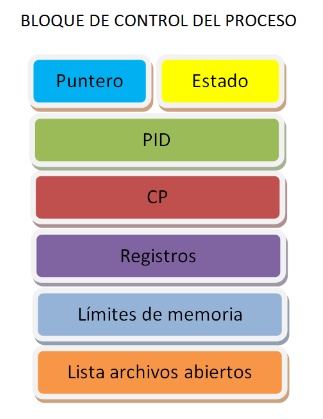 BLOQUE DE CONTROL DEL PROCESO
Puntero
Estado
PID
CP
Registros
Límites de memoria
Lista archivos abiertos